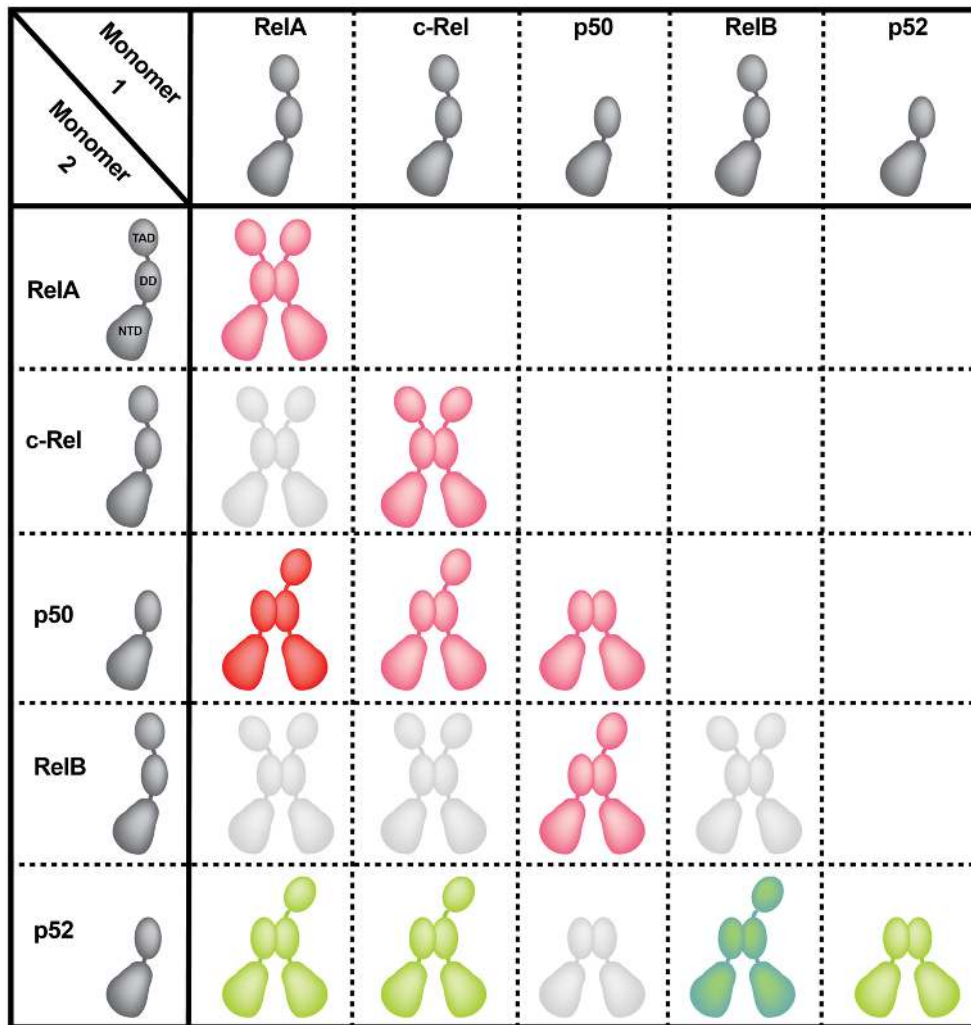 Monomer
1
Monomer
2
RelA
c-Rel
p50
RelB
p52
RelA
TAD
DD
NTD
c-Rel
p50
RelB
p52